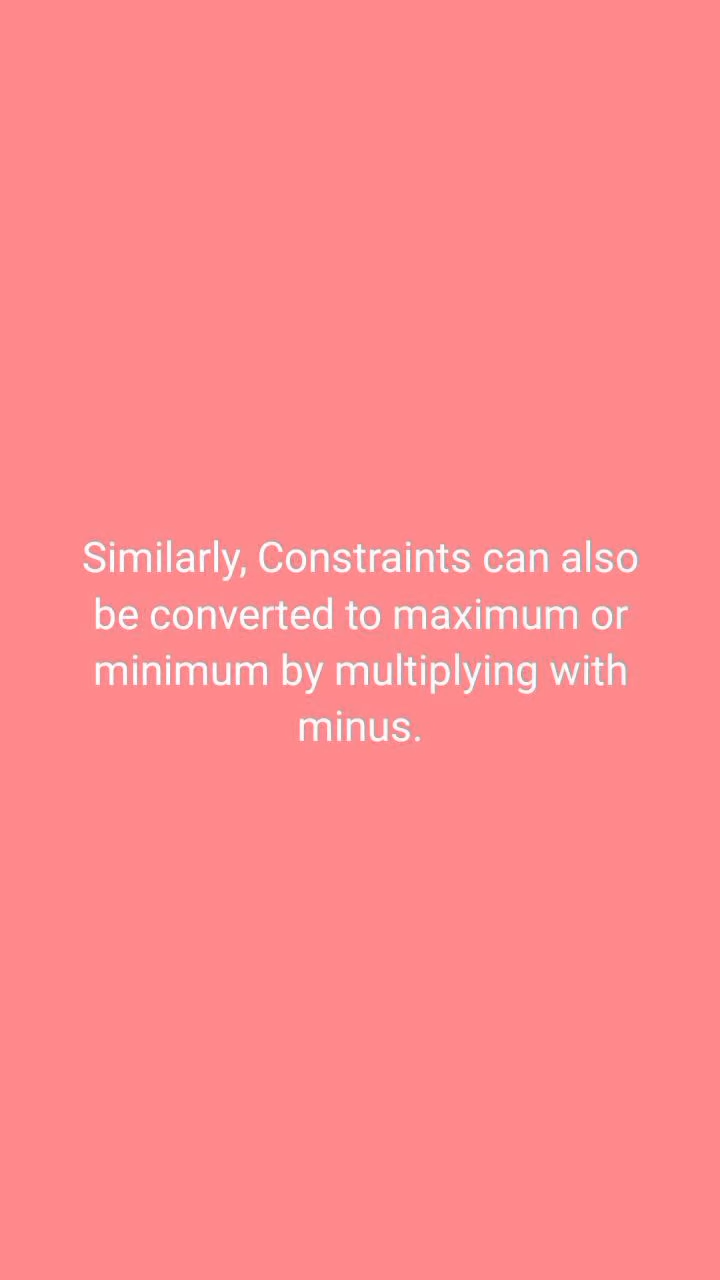 Similarly, Constraints can also
be converted to maximum or
minimum by multiplying with
minus.